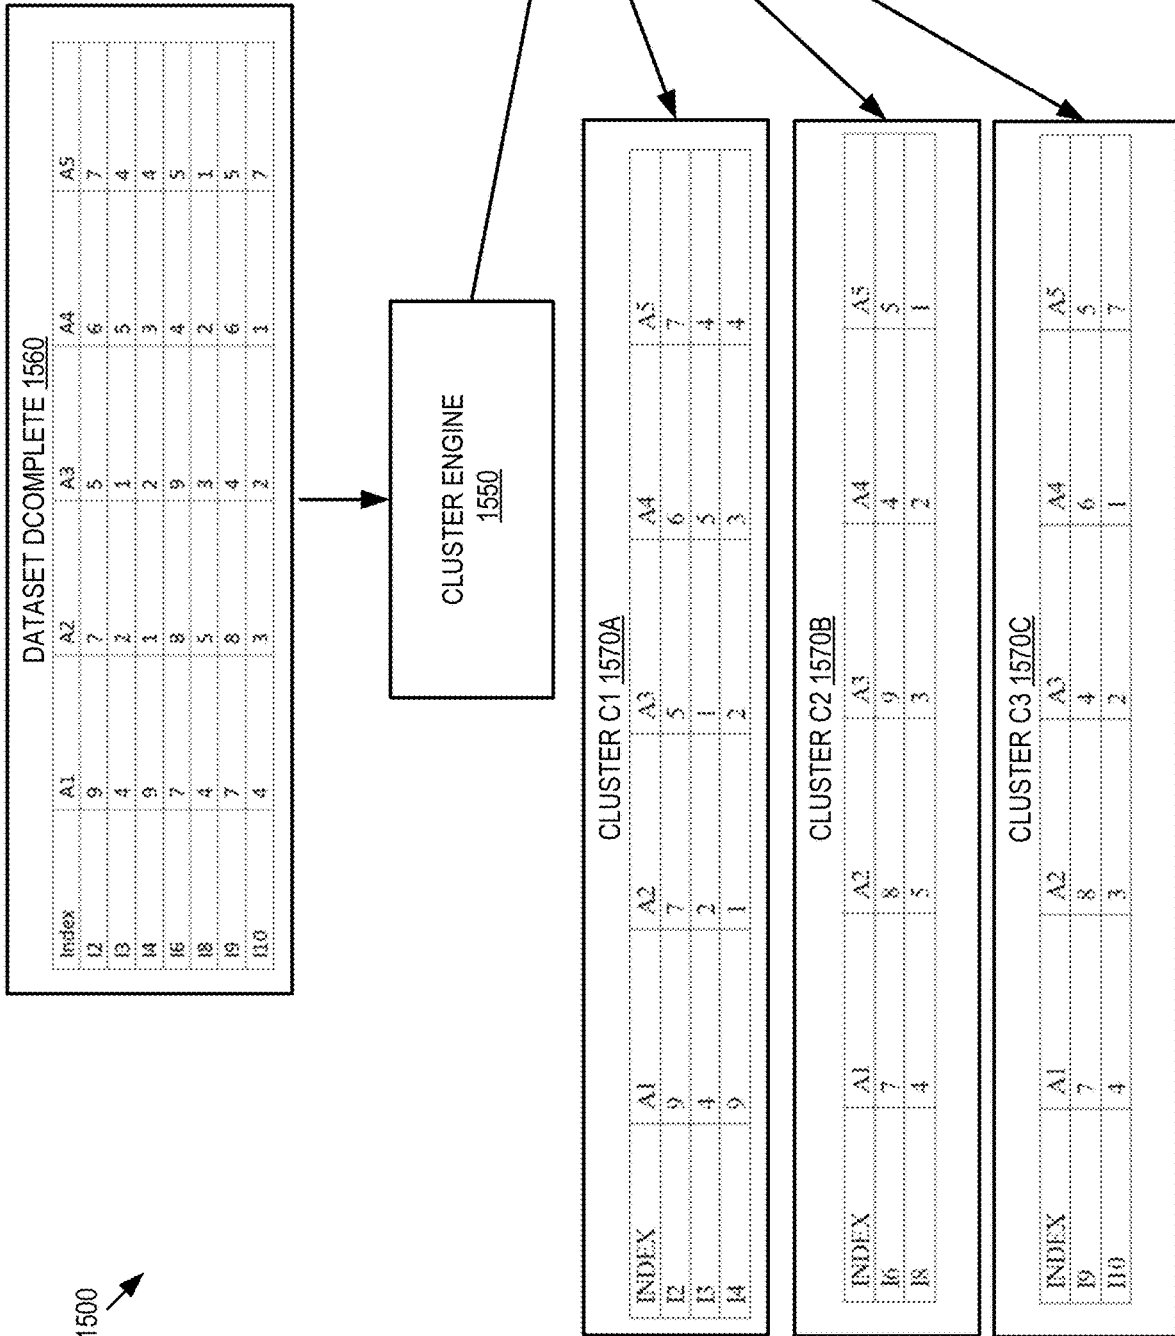 1500
DATASET DCOMPLETE 1560
Index A1 A2 A3 A4 A5
I2 9 7 5 6 7
I3 4 2 1 5 4
I4 9 1 2 3 4
I6 7 8 9 4 5
I8 4 5 3 2 1
I9 7 8 4 6 5
I10 4 3 2 1 7
CLUSTER ENGINE
1550
CLUSTER C1 1570A
INDEX A1 A2 A3 A4 A5
I2 9 7 5 6 7
I3 4 2 1 5 4
I4 9 1 2 3 4
CLUSTER C2 1570B
INDEX A1 A2 A3 A4 A5
I6 7 8 9 4 5
I8 4 5 3 2 1
CLUSTER C3 1570C
INDEX A1 A2 A3 A4 A5
I9 7 8 4 6 5
I10 4 3 2 1 7